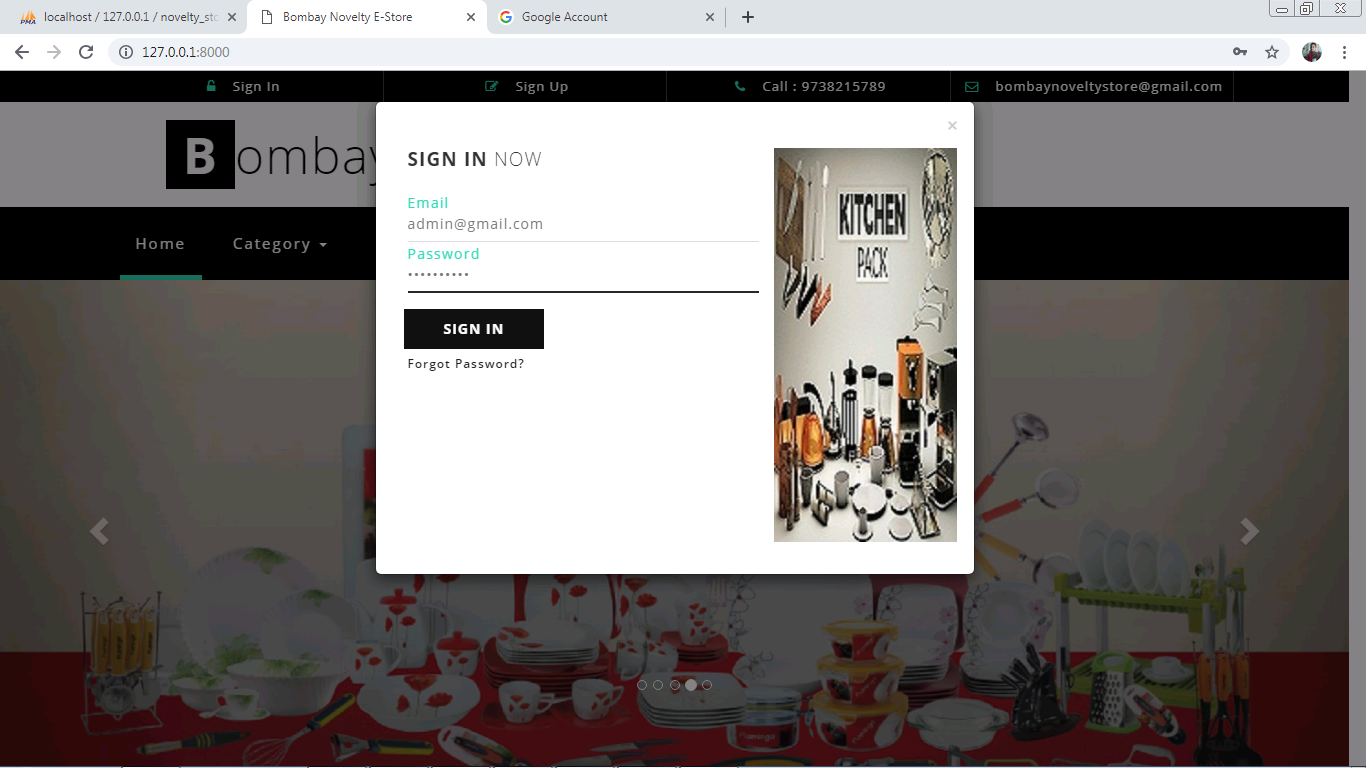 localhost / 127.0.0.1 / novelty_sto
Bombay Novelty E-Store
Google Account
127.0.0.1:8000
Sign In
Sign Up
Call : 9738215789
bombaynoveltystore@gmail.com
Bombay
Home
Category
×
SIGN IN NOW
Email
admin@gmail.com
Password
••••••••••
SIGN IN
Forgot Password?
KITCHEN
PACK